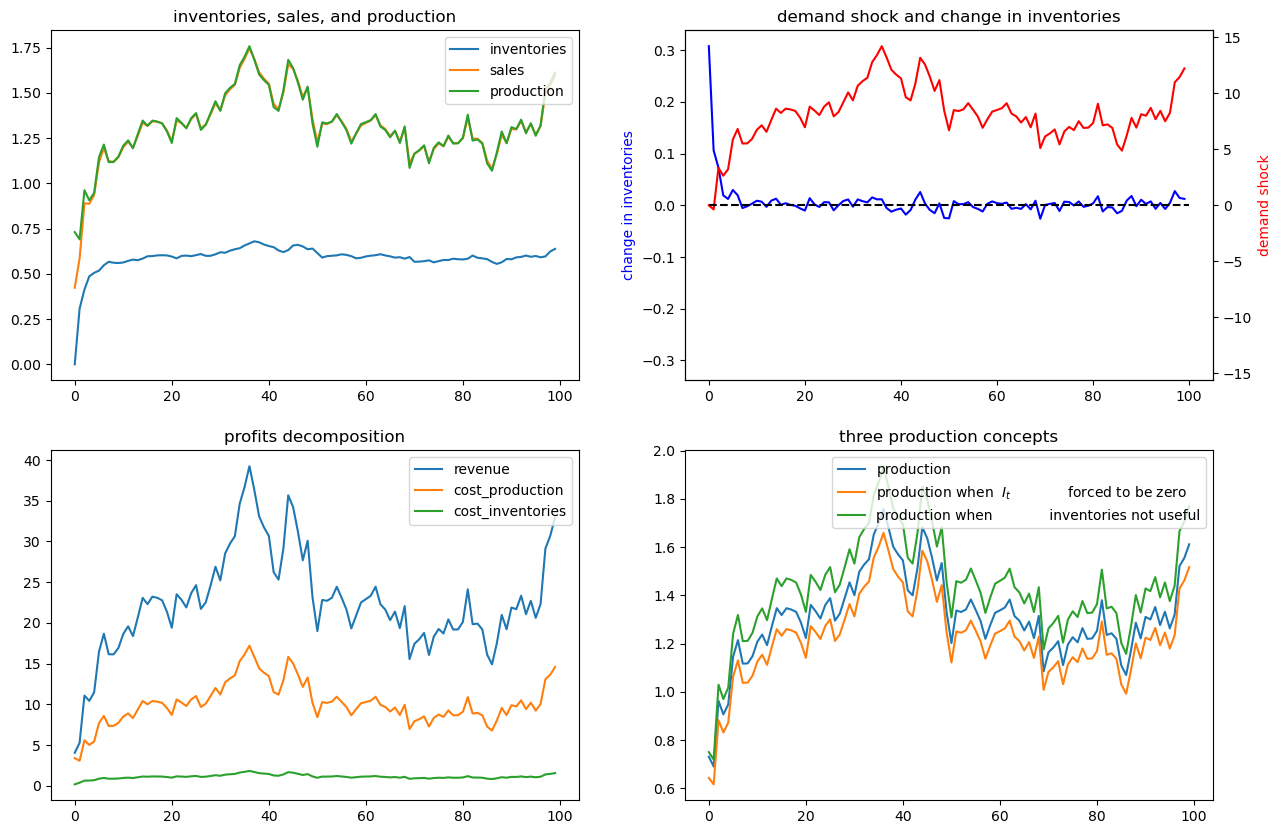 inventories, sales, and production
1.75
1.50
1.25
1.00
0.75
0.50
0.25
0.00
0 20 40 60 80 100
inventories
sales
production
demand shock and change in inventories
change in inventories
0.3
0.2
0.1
0.0
−0.1
−0.2
−0.3
0 20 40 60 80 100
15
10
5
0
−5
−10
−15
demand shock
profits decomposition
40
35
30
25
20
15
10
5
0
0 20 40 60 80 100
revenue
cost_production
cost_inventories
three production concepts
2.0
1.8
1.6
1.4
1.2
1.0
0.8
0.6
0 20 40 60 80 100
production
production when I_t forced to be zero
production when inventories not useful